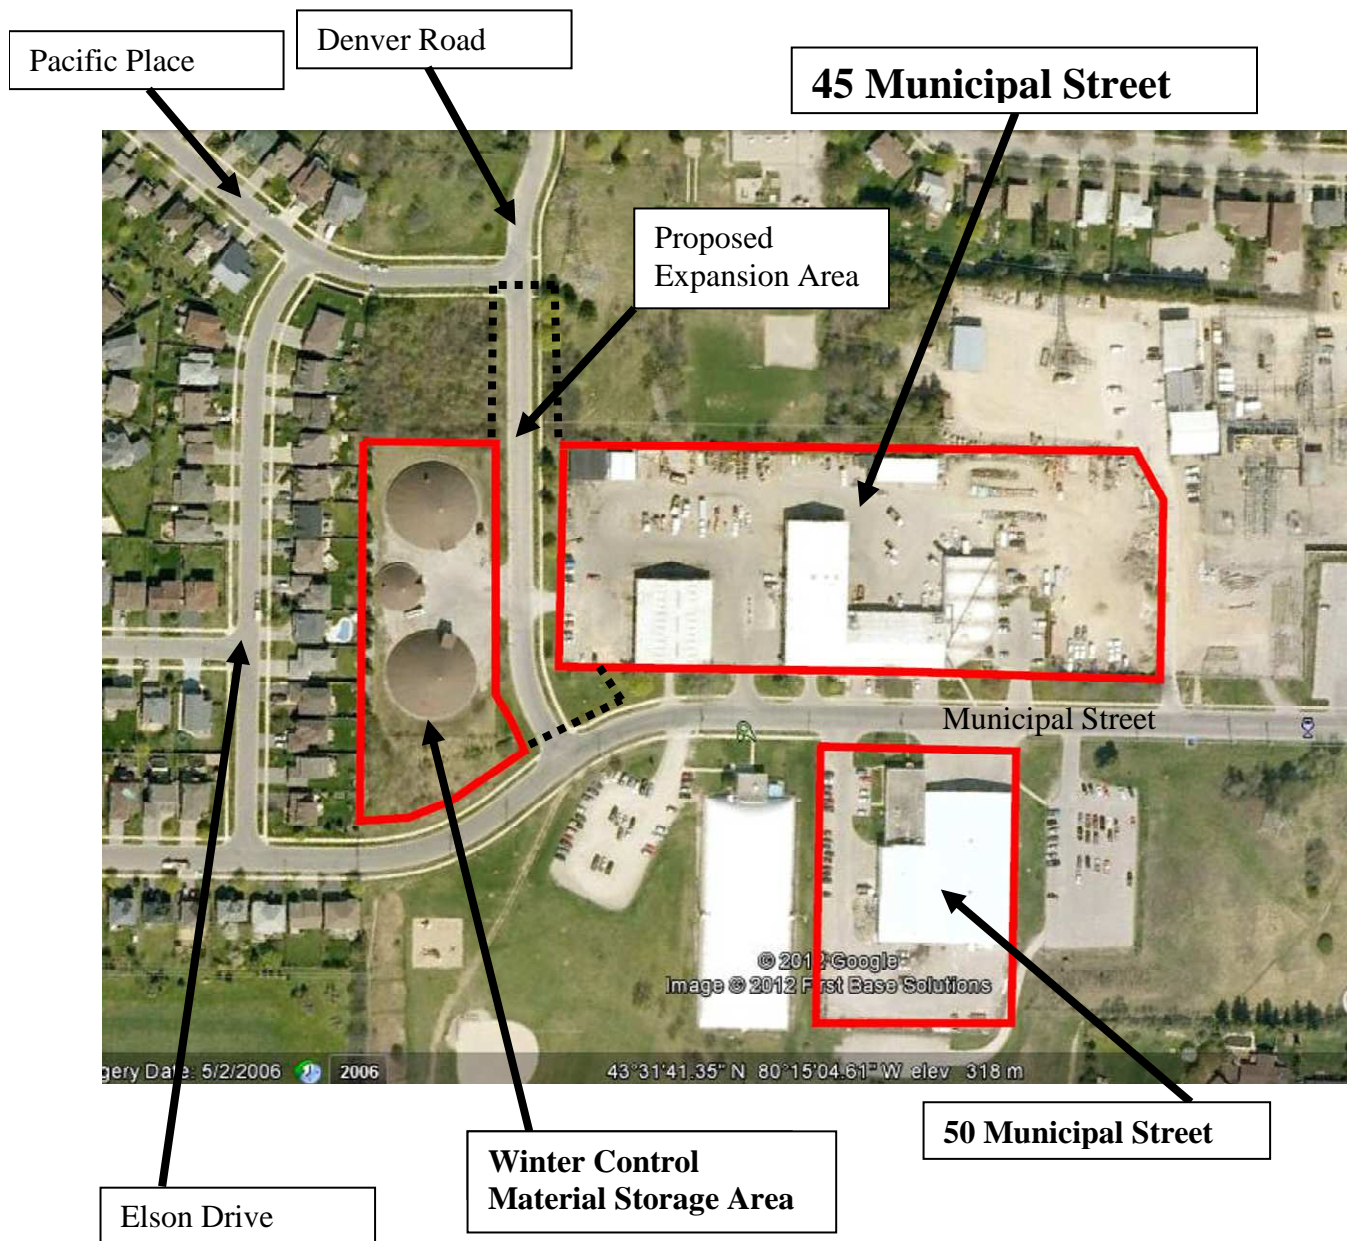 Denver Road
Pacific Place
45 Municipal Street
Proposed
Expansion Area
Municipal Street
© 2012 Google
Image © 2012 First Base Solutions
gery Date: 5/2/2006
2006
43°31'41.35" N 80°15'04.61" W elev 318 m
50 Municipal Street
Winter Control
Material Storage Area
Elson Drive